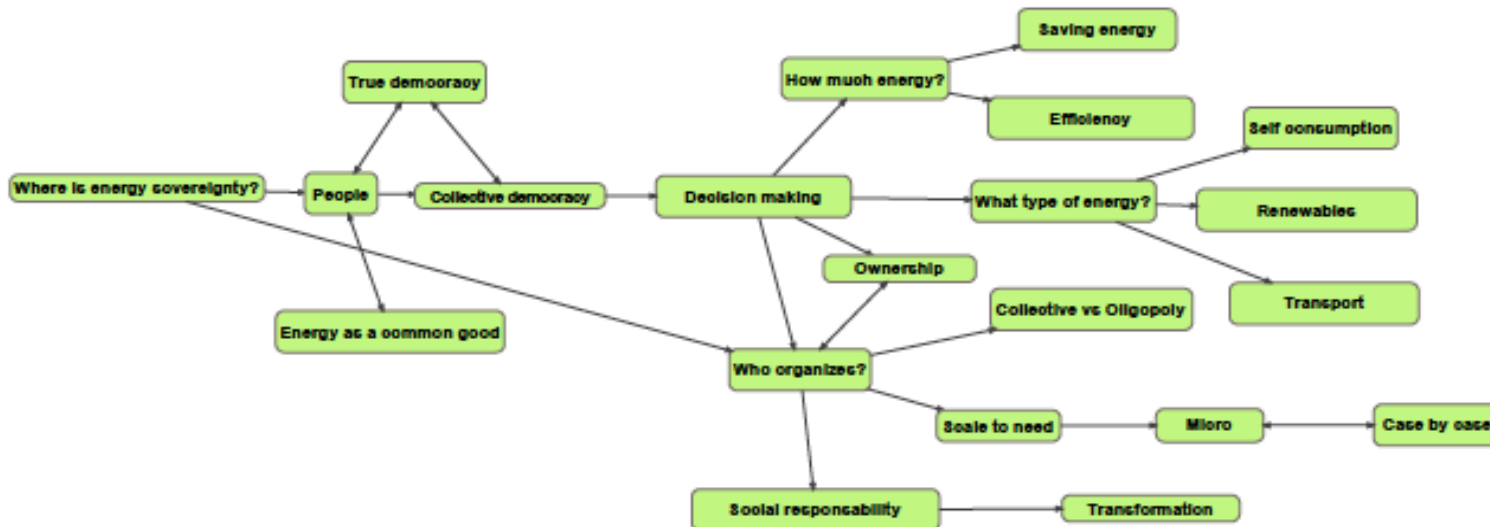 Saving energy
True democracy
How much energy?
Efficiency
Self consumption
Where is energy sovereignty?
People
Collective democracy
Decision making
What type of energy?
Renewables
Ownership
Collective vs Oligopoly
Transport
Energy as a common good
Who organizes?
Scale to need
Micro
Case by case
Social responsability
Transformation